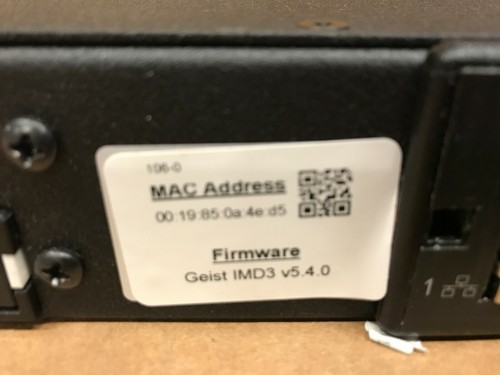 106-0
MAC Address
00:19:85:0a:4e:d5
Firmware
Geist IMD3 v5.4.0
1